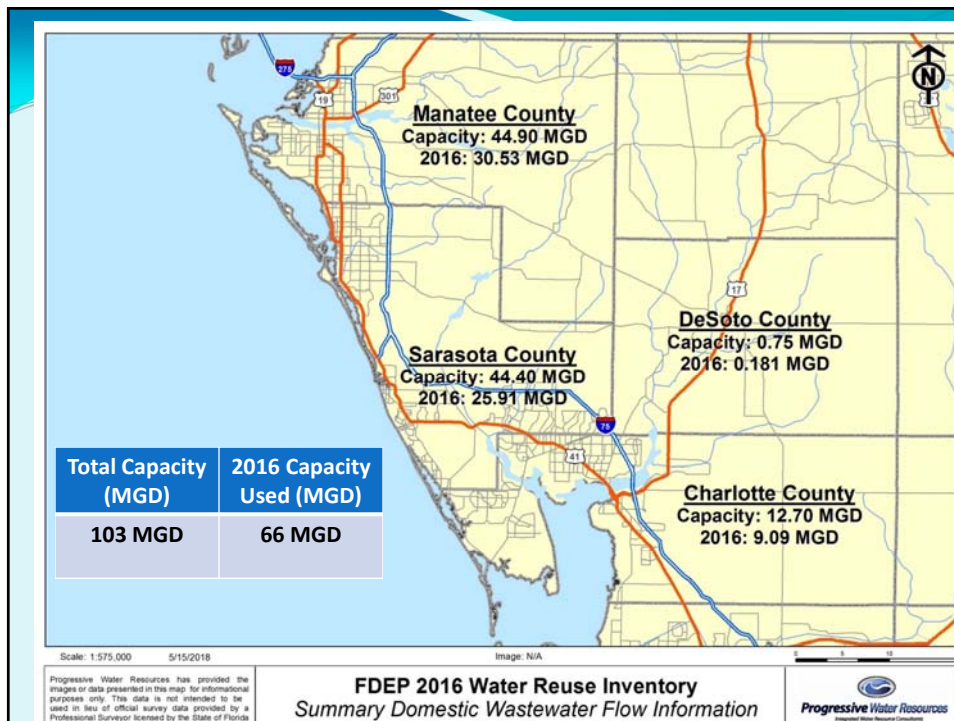 275
19
301
N
Manatee County
Capacity: 44.90 MGD
2016: 30.53 MGD
17
DeSoto County
Capacity: 0.75 MGD
2016: 0.181 MGD
Sarasota County
Capacity: 44.40 MGD
2016: 25.91 MGD
75
41
Total Capacity (MGD)
2016 Capacity Used (MGD)
103 MGD
66 MGD
Charlotte County
Capacity: 12.70 MGD
2016: 9.09 MGD
Scale: 1:575,000
5/15/2018
Image: N/A
0 5 10
Progressive Water Resources has provided the
images or data presented in this map for informational
purposes only. This data is not intended to be
used in lieu of official survey data provided by a
Professional Surveyor licensed by the State of Florida
FDEP 2016 Water Reuse Inventory
Summary Domestic Wastewater Flow Information
Progressive Water Resources
Integrated Water Resource Consultants